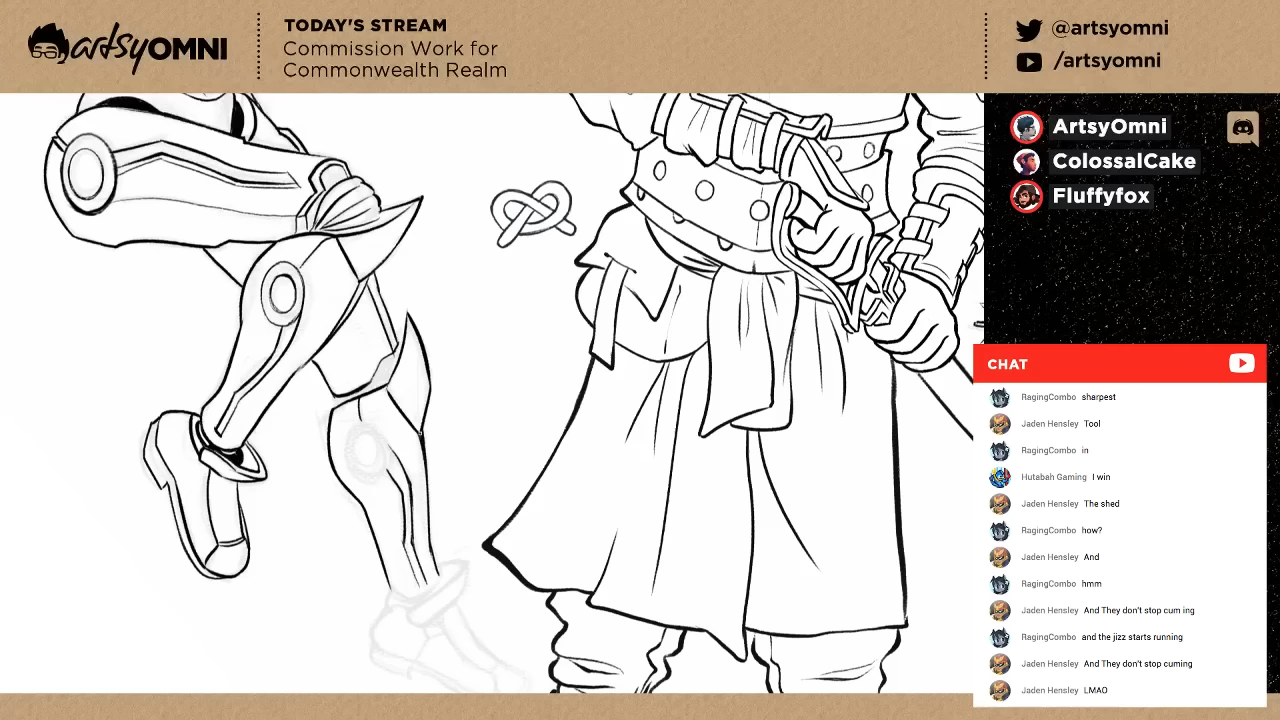 artsyOMNI
TODAY'S STREAM
Commission Work for
Commonwealth Realm
@artsyomni
/artsyomni
ArtsyOmni
ColossalCake
Fluffyfox
CHAT
RagingCombo sharpest
Jaden Hensley Tool
RagingCombo in
Hutabah Gaming I win
Jaden Hensley The shed
RagingCombo how?
Jaden Hensley And
RagingCombo hmm
Jaden Hensley And They don't stop cum ing
RagingCombo and the jizz starts running
Jaden Hensley And They don't stop cuming
Jaden Hensley LMAO